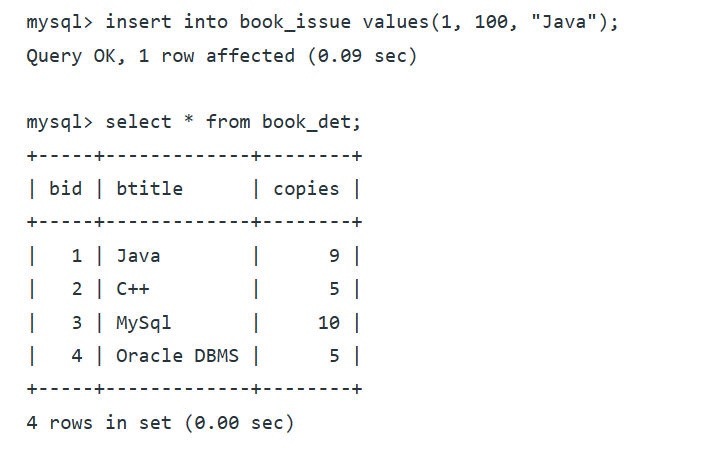 mysql> insert into book_issue values(1, 100, "Java");
Query OK, 1 row affected (0.09 sec)
mysql> select * from book_det;
+-----+-------------+--------+
| bid | btitle      | copies |
+-----+-------------+--------+
|   1 | Java        |      9 |
|   2 | C++         |      5 |
|   3 | MySql       |     10 |
|   4 | Oracle DBMS |      5 |
+-----+-------------+--------+
4 rows in set (0.00 sec)